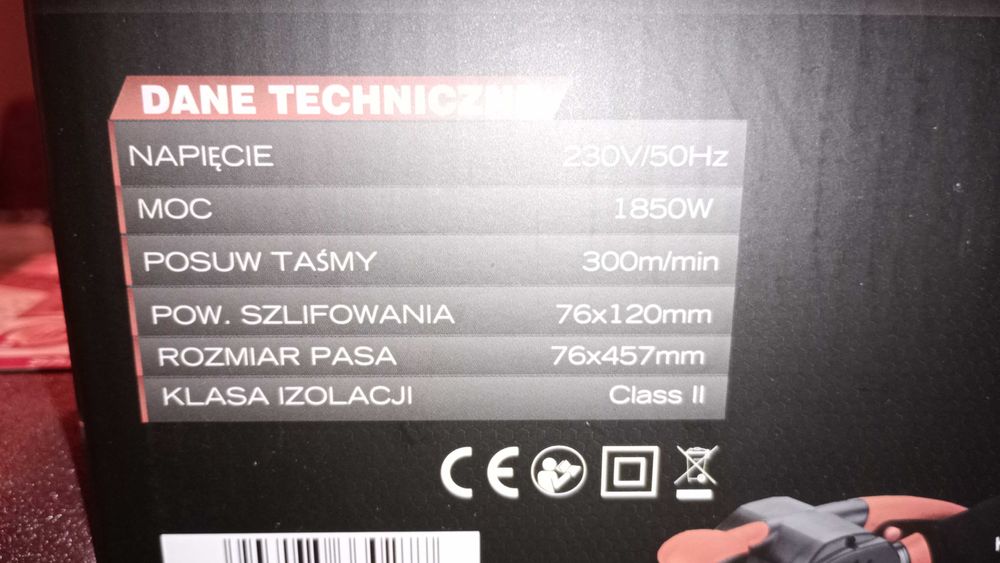 DANE TECHNICZNE
NAPIĘCIE 230V/50Hz
MOC 1850W
POSUW TAŚMY 300m/min
POW. SZLIFOWANIA 76x120mm
ROZMIAR PASA 76x457mm
KLASA IZOLACJI Class II
CE